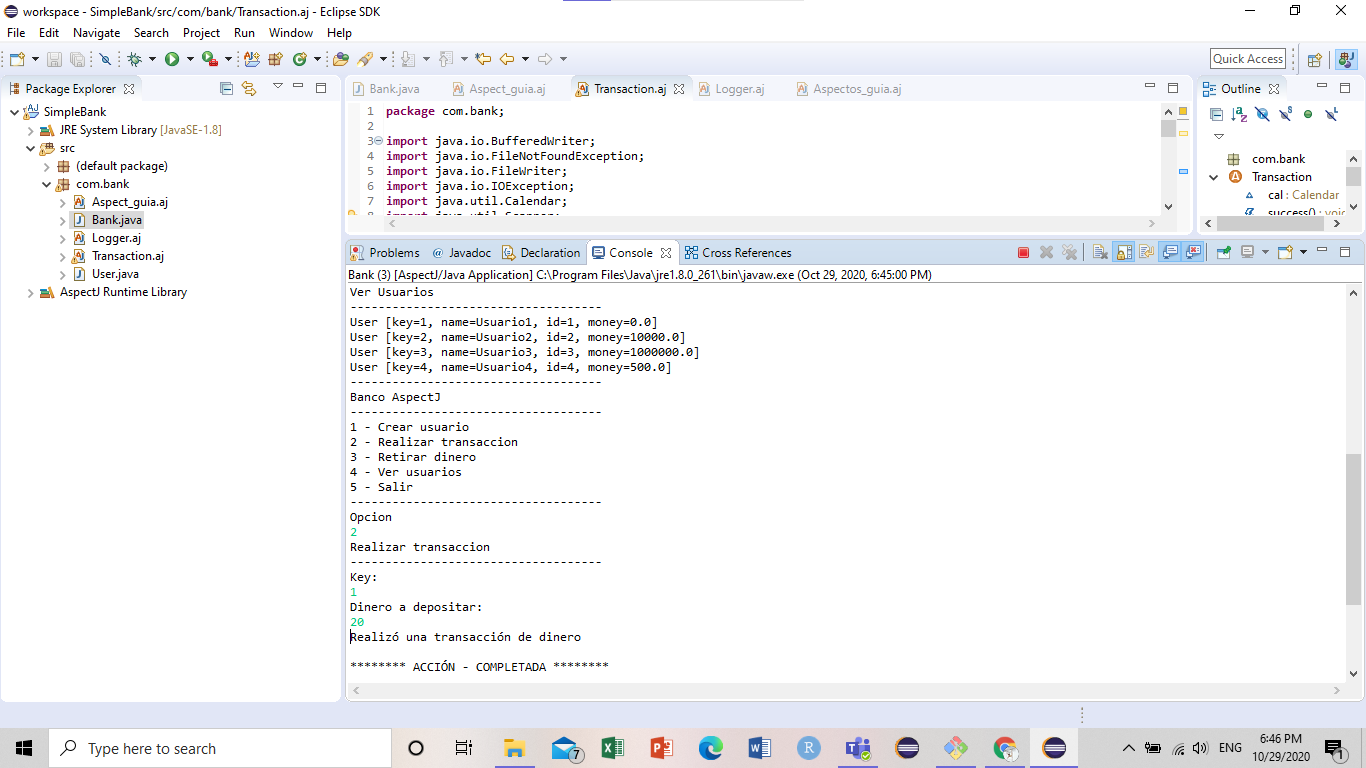 workspace - SimpleBank/src/com/bank/Transaction.aj - Eclipse SDK
File Edit Navigate Search Project Run Window Help
Quick Access
Package Explorer
SimpleBank
JRE System Library [JavaSE-1.8]
src
(default package)
com.bank
Aspect_guia.aj
Bank.java
Logger.aj
Transaction.aj
User.java
AspectJ Runtime Library
Bank.java Aspect_guia.aj Transaction.aj Logger.aj Aspectos_guia.aj
1 package com.bank;
2
3 import java.io.BufferedWriter;
4 import java.io.FileNotFoundException;
5 import java.io.FileWriter;
6 import java.io.IOException;
7 import java.util.Calendar;
8 import java.util.Scanner;
Outline
com.bank
Transaction
cal : Calendar
success() : void
Problems @ Javadoc Declaration Console Cross References
Bank (3) [AspectJ/Java Application] C:\Program Files\Java\jre1.8.0_261\bin\javaw.exe (Oct 29, 2020, 6:45:00 PM)
Ver Usuarios
------------------------------------
User [key=1, name=Usuario1, id=1, money=0.0]
User [key=2, name=Usuario2, id=2, money=10000.0]
User [key=3, name=Usuario3, id=3, money=1000000.0]
User [key=4, name=Usuario4, id=4, money=500.0]
------------------------------------
Banco AspectJ
------------------------------------
1 - Crear usuario
2 - Realizar transaccion
3 - Retirar dinero
4 - Ver usuarios
5 - Salir
------------------------------------
Opcion
2
Realizar transaccion
------------------------------------
Key:
1
Dinero a depositar:
20
Realizó una transacción de dinero
******** ACCIÓN - COMPLETADA ********
Type here to search
7
ENG
6:46 PM
10/29/2020
1